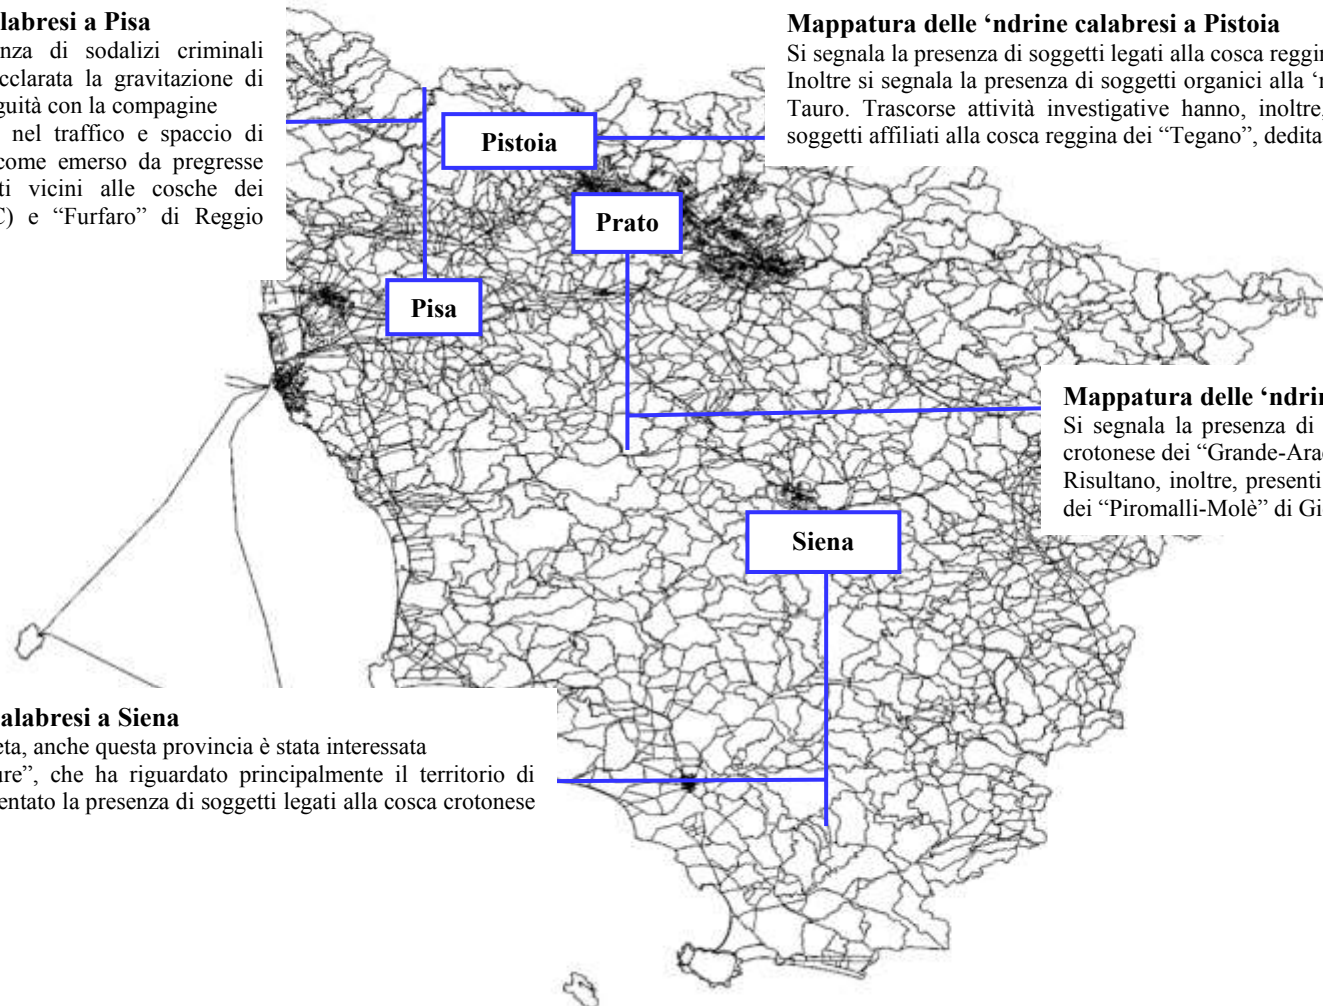 alabresi a Pisa
enza di sodalizi criminali
cclarata la gravitazione di
guità con la compagine
nel traffico e spaccio di
come emerso da pregresse
ti vicini alle cosche dei
C) e “Furfaro” di Reggio
Mappatura delle ‘ndrine calabresi a Pistoia
Si segnala la presenza di soggetti legati alla cosca reggin
Inoltre si segnala la presenza di soggetti organici alla ‘n
Tauro. Trascorse attività investigative hanno, inoltre,
soggetti affiliati alla cosca reggina dei “Tegano”, dedita
Pistoia
Prato
Pisa
Mappatura delle ‘ndrin
Si segnala la presenza di
crotonese dei “Grande-Arac
Risultano, inoltre, presenti
dei “Piromalli-Molè” di Gi
Siena
alabresi a Siena
eta, anche questa provincia è stata interessata
ure”, che ha riguardato principalmente il territorio di
entato la presenza di soggetti legati alla cosca crotonese